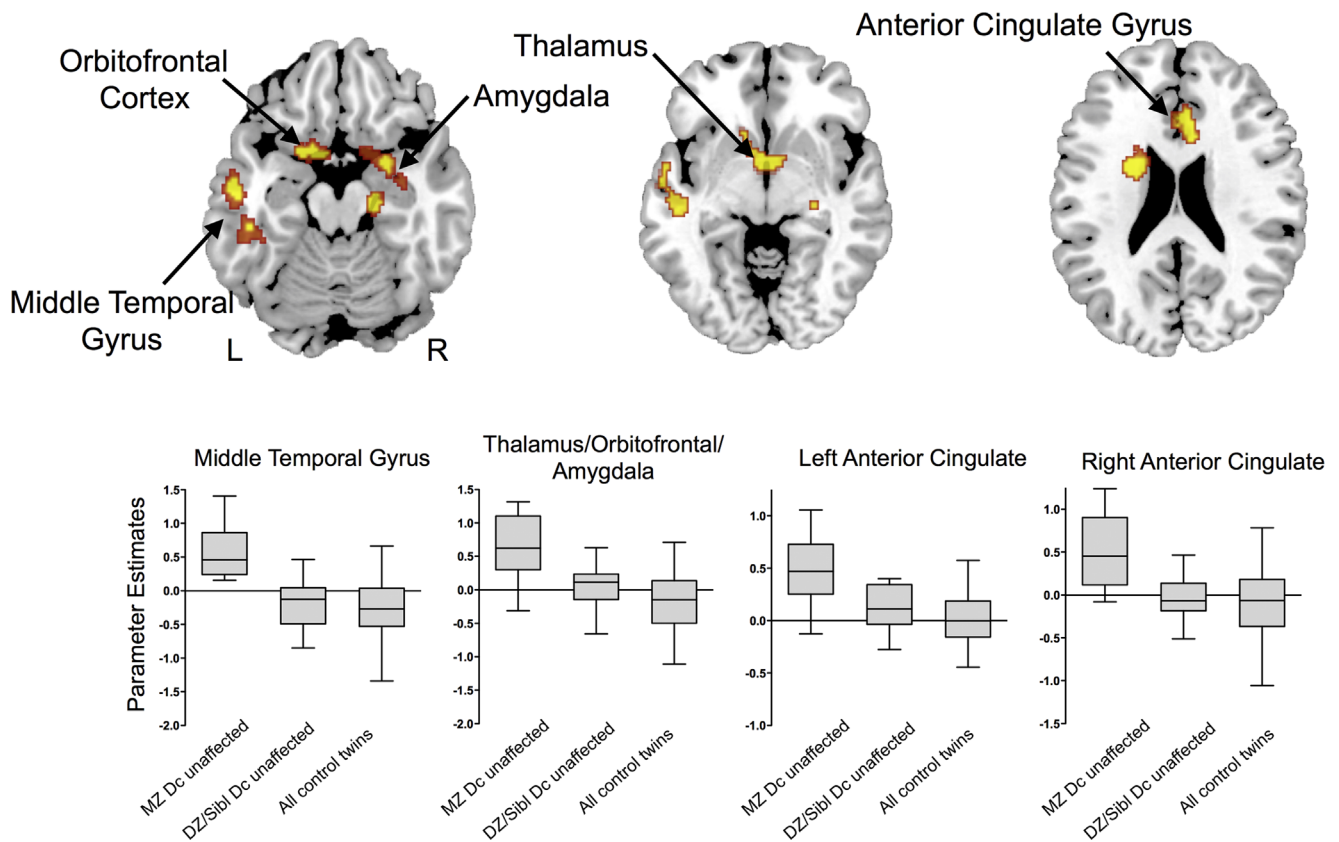 Orbitofrontal
Cortex
Thalamus
Anterior Cingulate Gyrus
Amygdala
Middle Temporal
Gyrus
L
R
Middle Temporal Gyrus
Thalamus/Orbitofrontal/
Amygdala
Left Anterior Cingulate
Right Anterior Cingulate
Parameter Estimates
1.5
1.0
0.5
0.0
-0.5
-1.0
-1.5
-2.0
MZ Dc unaffected
DZ/Sibl Dc unaffected
All control twins
1.5
1.0
0.5
0.0
-0.5
-1.0
-1.5
-2.0
MZ Dc unaffected
DZ/Sibl Dc unaffected
All control twins
1.0
0.5
0.0
-0.5
-1.0
MZ Dc unaffected
DZ/Sibl Dc unaffected
All control twins
1.0
0.5
0.0
-0.5
-1.0
-1.5
MZ Dc unaffected
DZ/Sibl Dc unaffected
All control twins